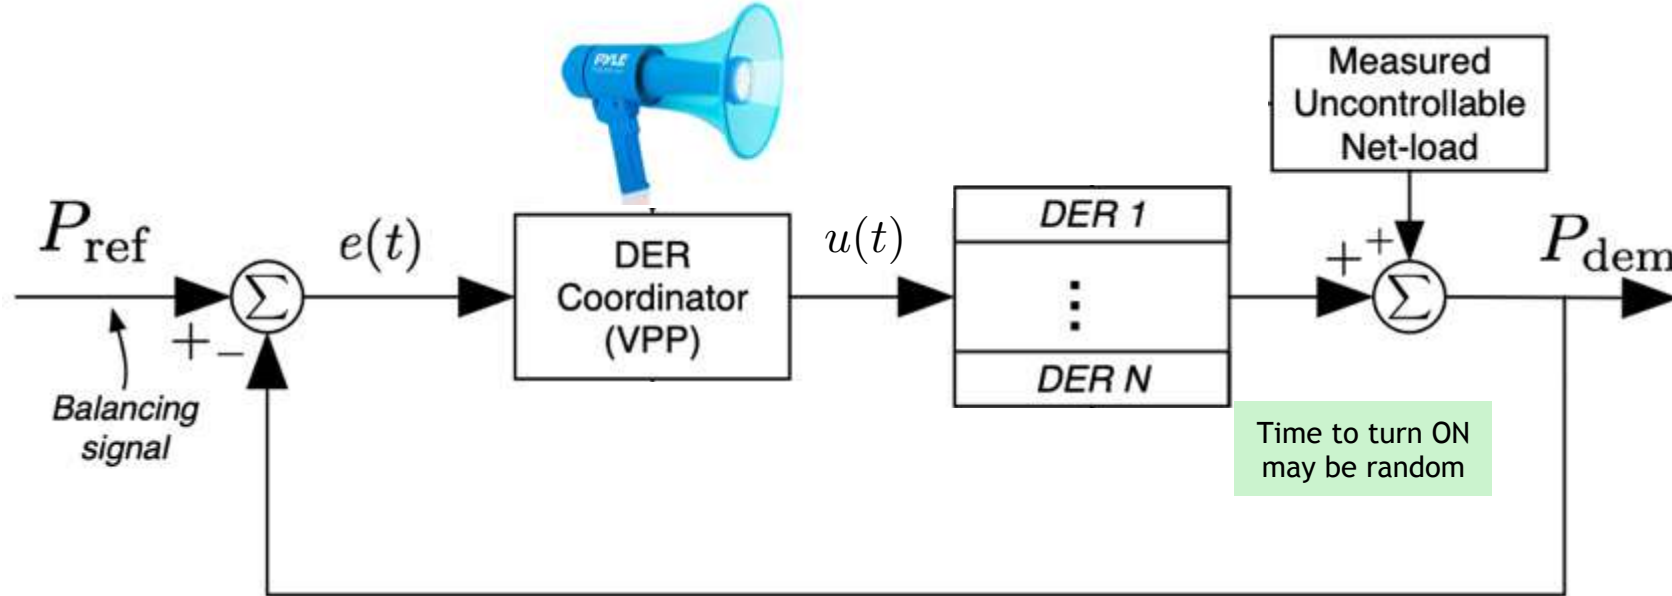 PYLE
Measured
Uncontrollable
Net-load
P_ref
e(t)
DER
Coordinator
(VPP)
u(t)
DER 1
⋮
DER N
+ +
P_dem
Σ
Σ
+ -
Balancing
signal
Time to turn ON
may be random